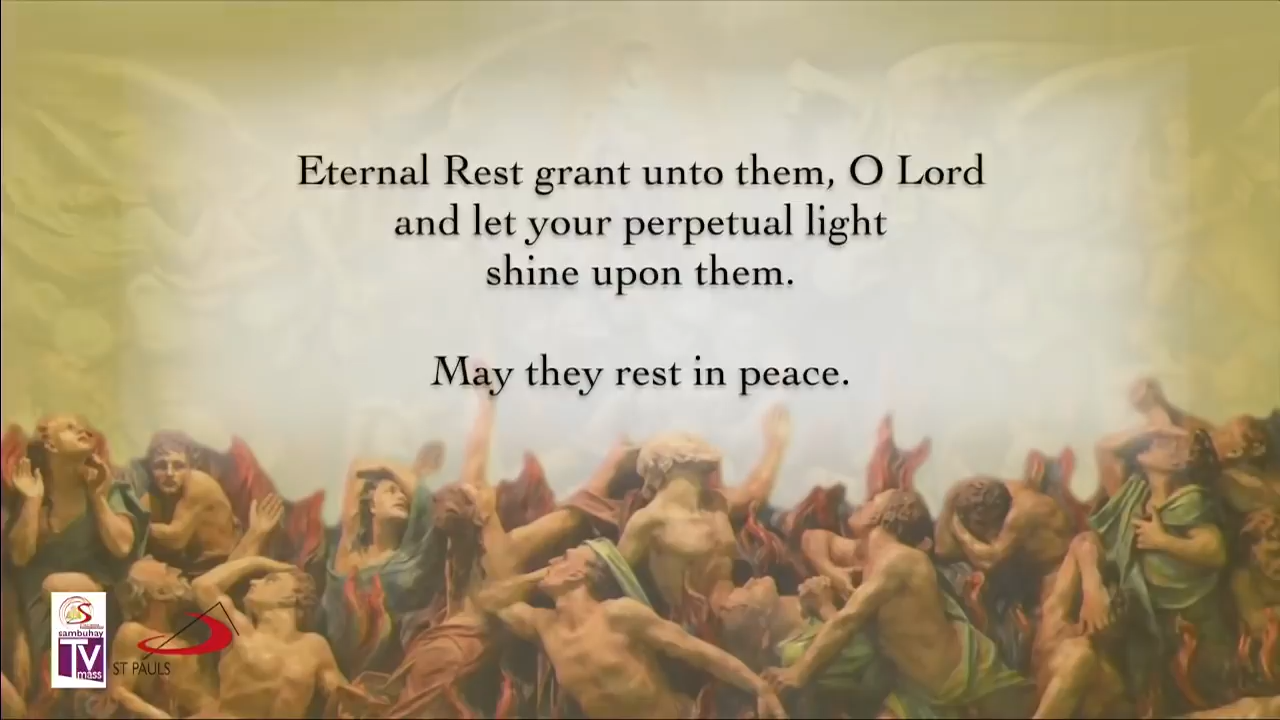 Eternal Rest grant unto them, O Lord
and let your perpetual light
shine upon them.
May they rest in peace.
sambuhay
TV
mass
ST PAULS